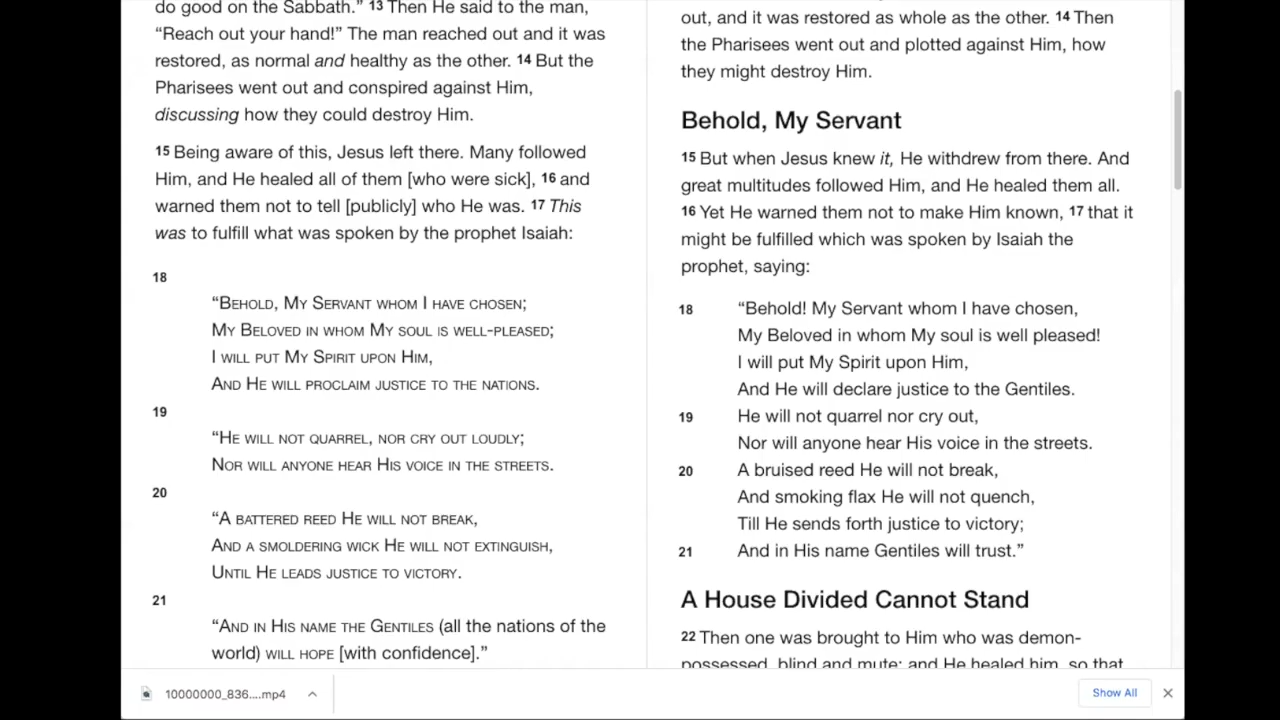 do good on the Sabbath.” 13 Then He said to the man,
“Reach out your hand!” The man reached out and it was
restored, as normal and healthy as the other. 14 But the
Pharisees went out and conspired against Him,
discussing how they could destroy Him.
15 Being aware of this, Jesus left there. Many followed
Him, and He healed all of them [who were sick], 16 and
warned them not to tell [publicly] who He was. 17 This
was to fulfill what was spoken by the prophet Isaiah:
18
“BEHOLD, MY SERVANT WHOM I HAVE CHOSEN;
MY BELOVED IN WHOM MY SOUL IS WELL-PLEASED;
I WILL PUT MY SPIRIT UPON HIM,
AND HE WILL PROCLAIM JUSTICE TO THE NATIONS.
19
“HE WILL NOT QUARREL, NOR CRY OUT LOUDLY;
NOR WILL ANYONE HEAR HIS VOICE IN THE STREETS.
20
“A BATTERED REED HE WILL NOT BREAK,
AND A SMOLDERING WICK HE WILL NOT EXTINGUISH,
UNTIL HE LEADS JUSTICE TO VICTORY.
21
“AND IN HIS NAME THE GENTILES (all the nations of the
world) WILL HOPE [with confidence].”
out, and it was restored as whole as the other. 14 Then
the Pharisees went out and plotted against Him, how
they might destroy Him.
Behold, My Servant
15 But when Jesus knew it, He withdrew from there. And
great multitudes followed Him, and He healed them all.
16 Yet He warned them not to make Him known, 17 that it
might be fulfilled which was spoken by Isaiah the
prophet, saying:
18 “Behold! My Servant whom I have chosen,
My Beloved in whom My soul is well pleased!
I will put My Spirit upon Him,
And He will declare justice to the Gentiles.
19 He will not quarrel nor cry out,
Nor will anyone hear His voice in the streets.
20 A bruised reed He will not break,
And smoking flax He will not quench,
Till He sends forth justice to victory;
21 And in His name Gentiles will trust.”
A House Divided Cannot Stand
22 Then one was brought to Him who was demon-
possessed, blind and mute; and He healed him, so that
10000000_836....mp4
Show All